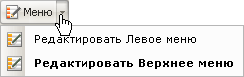 Меню
Редактировать Левое меню
Редактировать Верхнее меню